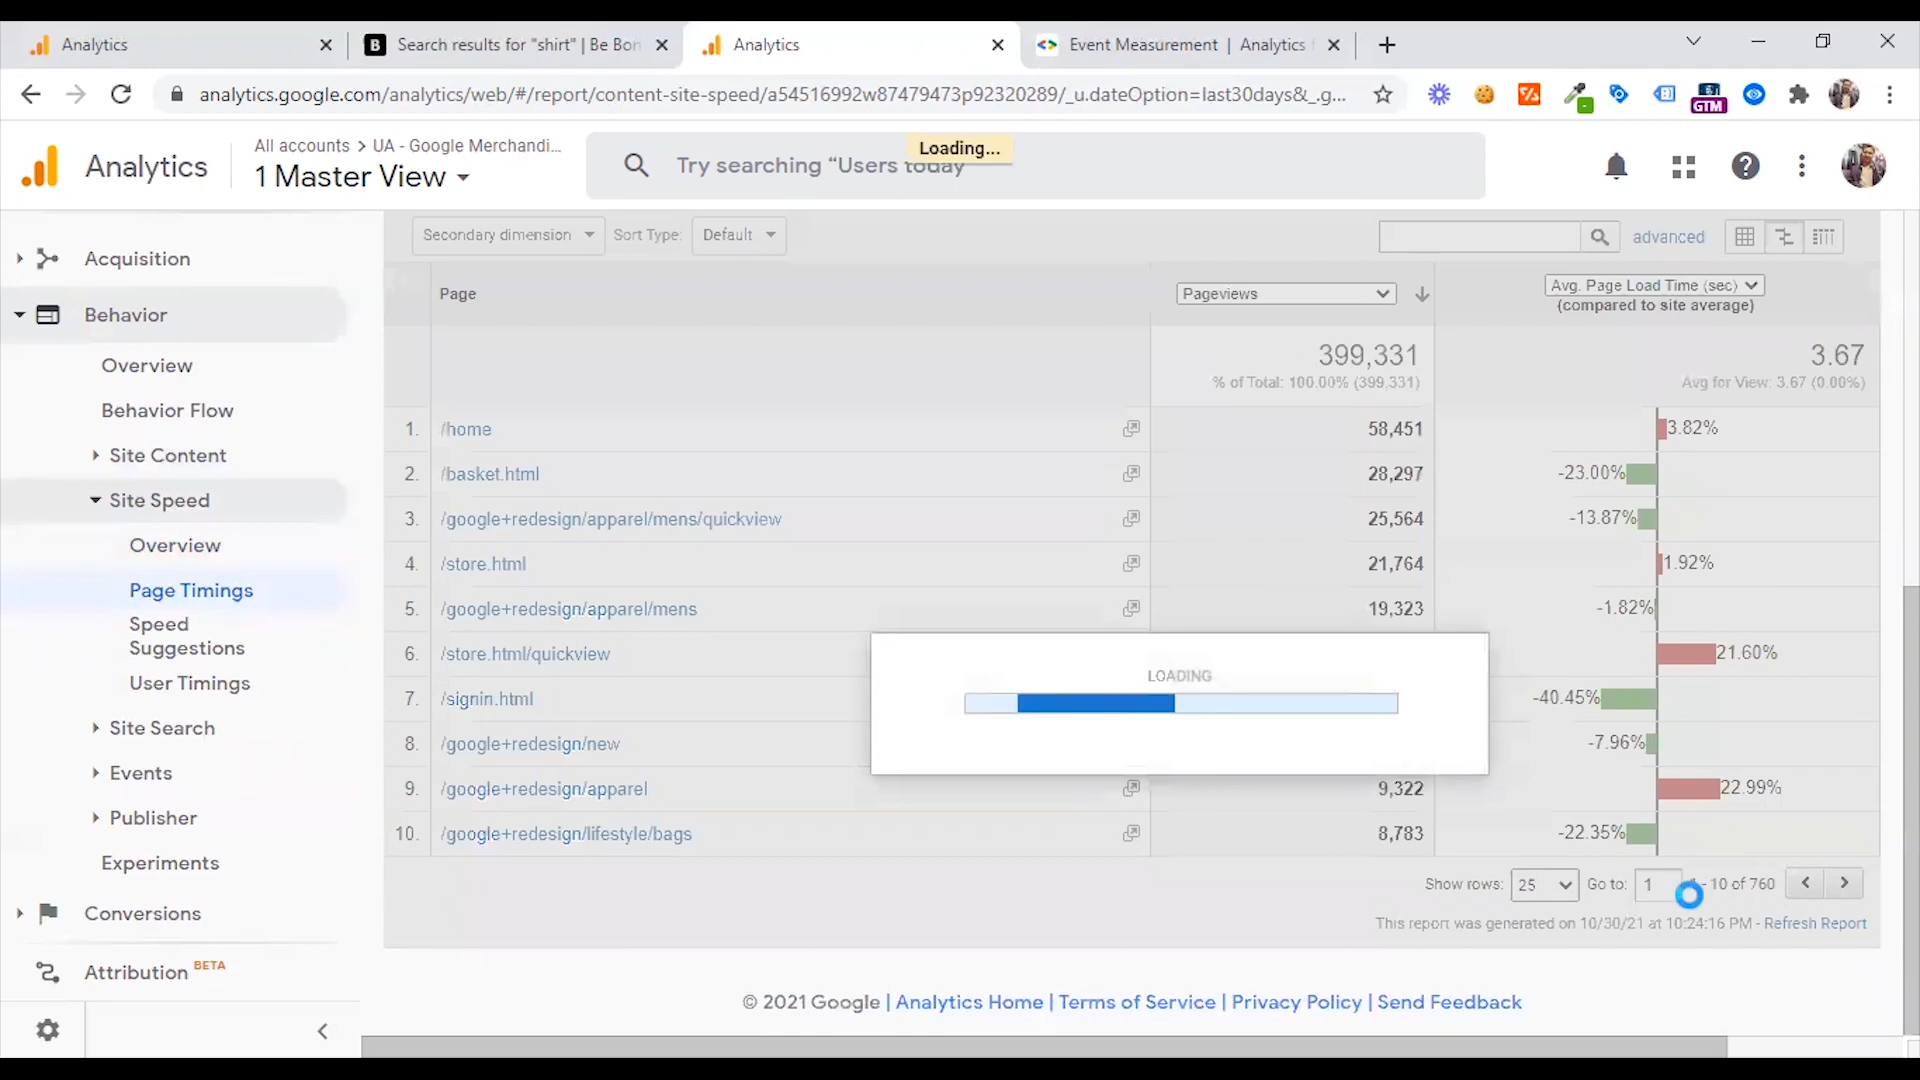 Analytics
Search results for "shirt" | Be Bon
Analytics
Event Measurement | Analytics
analytics.google.com/analytics/web/#/report/content-site-speed/a54516992w87479473p92320289/_u.dateOption=last30days&_.g...
GTM
Analytics
All accounts > UA - Google Merchandi...
1 Master View
Try searching “Users today
Loading...
Acquisition
Behavior
Overview
Behavior Flow
Site Content
Site Speed
Overview
Page Timings
Speed
Suggestions
User Timings
Site Search
Events
Publisher
Experiments
Conversions
Attribution BETA
Secondary dimension
Sort Type:
Default
advanced
Page
Pageviews
Avg. Page Load Time (sec)
(compared to site average)
399,331
% of Total: 100.00% (399,331)
3.67
Avg for View: 3.67 (0.00%)
1. /home 58,451 3.82%
2. /basket.html 28,297 -23.00%
3. /google+redesign/apparel/mens/quickview 25,564 -13.87%
4. /store.html 21,764 1.92%
5. /google+redesign/apparel/mens 19,323 -1.82%
6. /store.html/quickview 21.60%
7. /signin.html -40.45%
8. /google+redesign/new -7.96%
9. /google+redesign/apparel 9,322 22.99%
10. /google+redesign/lifestyle/bags 8,783 -22.35%
LOADING
Show rows: 25 Go to: 1 - 10 of 760
This report was generated on 10/30/21 at 10:24:16 PM - Refresh Report
© 2021 Google | Analytics Home | Terms of Service | Privacy Policy | Send Feedback